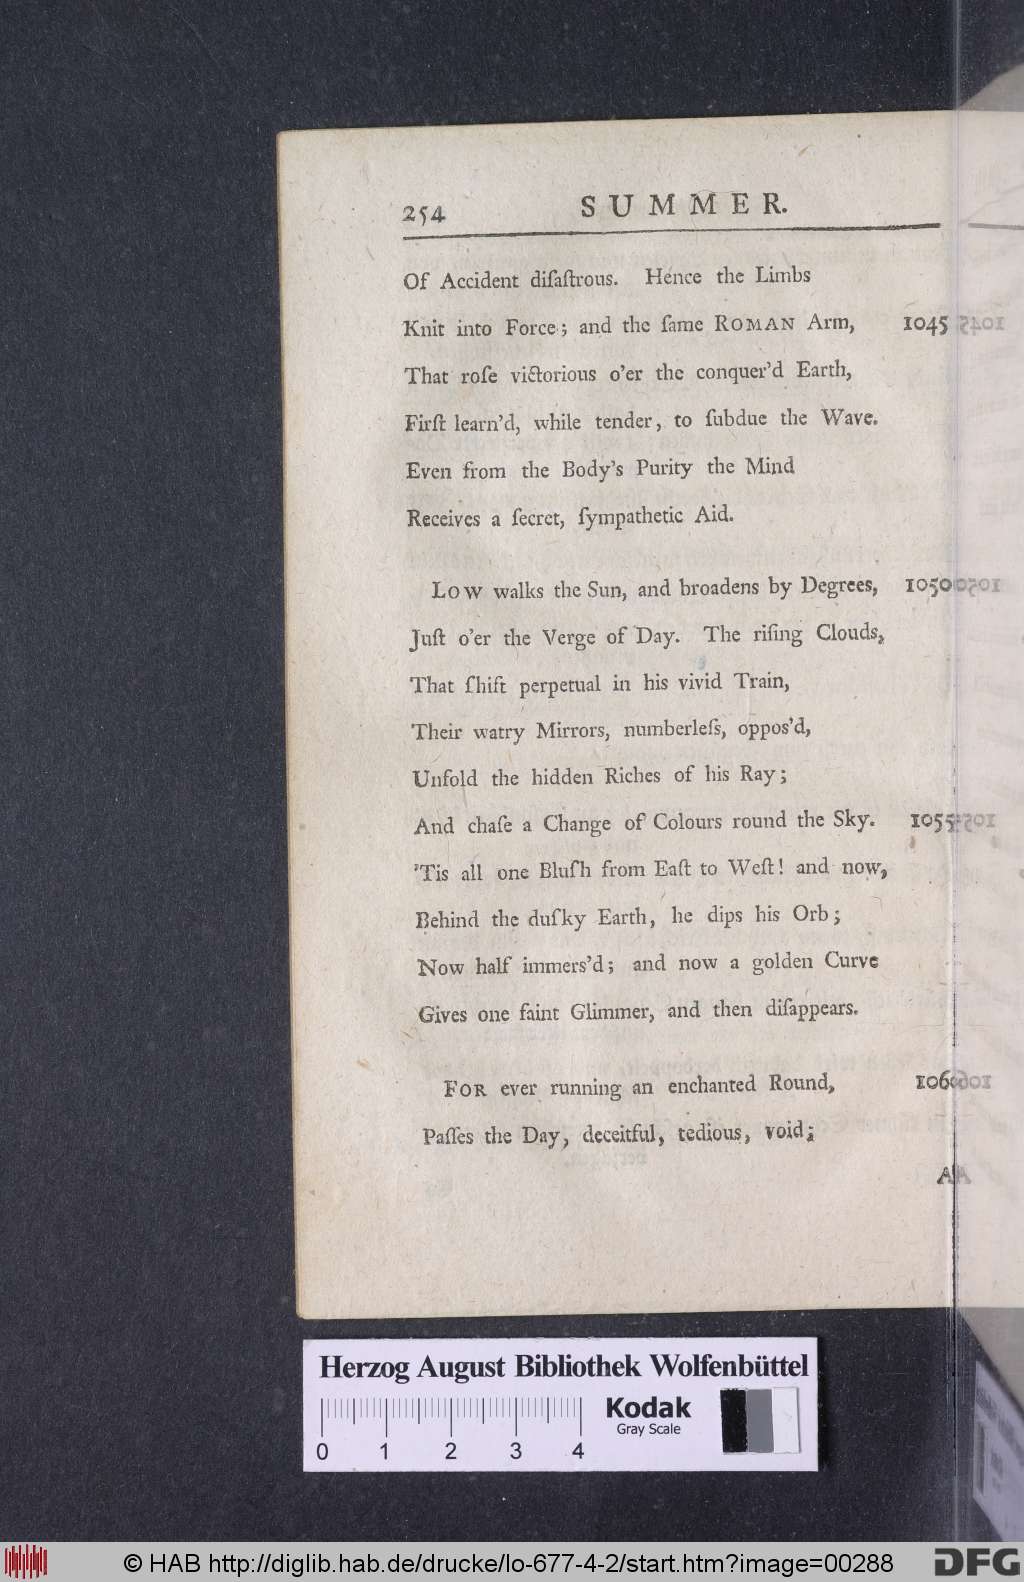 254 SUMMER.
Of Accident diſaſtrous. Hence the Limbs
Knit into Force; and the ſame ROMAN Arm, 1045
That roſe victorious o'er the conquer'd Earth,
Firſt learn'd, while tender, to ſubdue the Wave.
Even from the Body's Purity the Mind
Receives a ſecret, ſympathetic Aid.
LOW walks the Sun, and broadens by Degrees, 1050
Juſt o'er the Verge of Day. The riſing Clouds,
That ſhift perpetual in his vivid Train,
Their watry Mirrors, numberleſs, oppos'd,
Unfold the hidden Riches of his Ray;
And chaſe a Change of Colours round the Sky. 1055
'Tis all one Bluſh from Eaſt to Weſt! and now,
Behind the duſky Earth, he dips his Orb;
Now half immers'd; and now a golden Curve
Gives one faint Glimmer, and then diſappears.
FOR ever running an enchanted Round, 1060
Paſſes the Day, deceitful, tedious, void;
Herzog August Bibliothek Wolfenbüttel
Kodak
Gray Scale
0 1 2 3 4
© HAB http://diglib.hab.de/drucke/lo-677-4-2/start.htm?image=00288
DFG